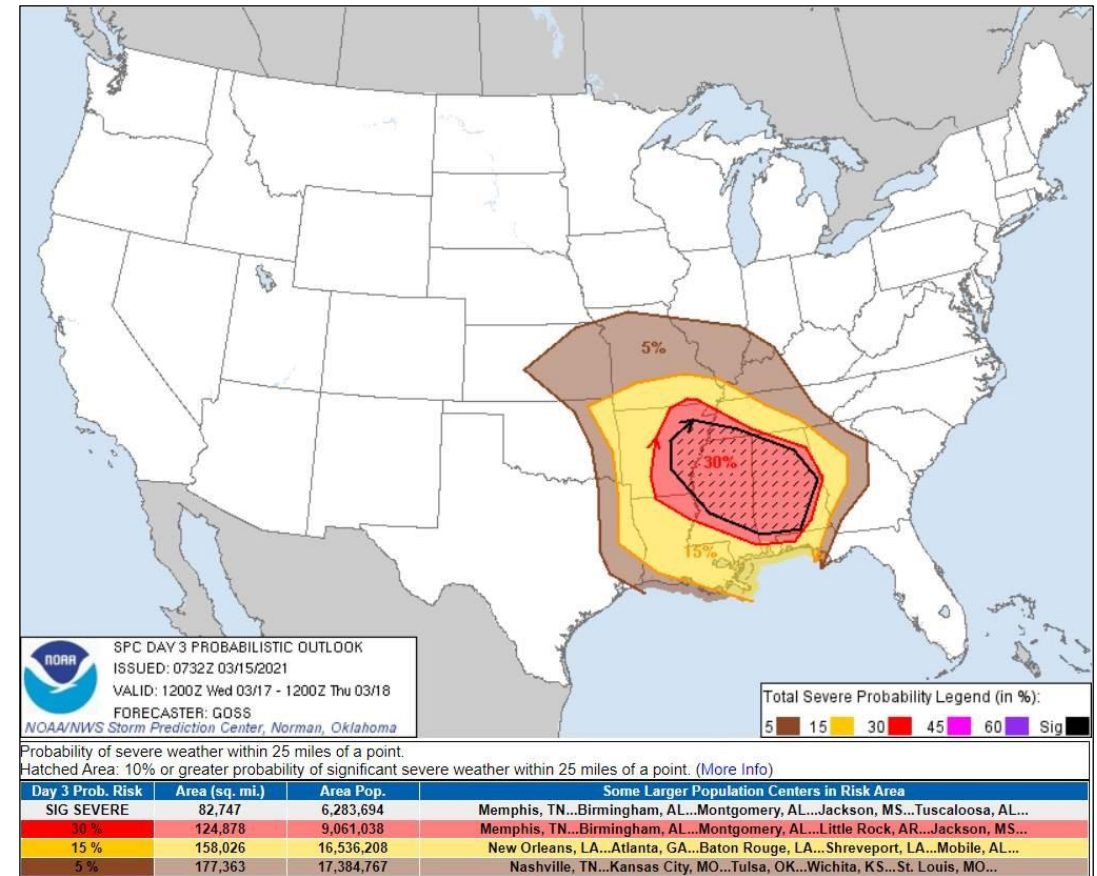 5%
30%
15%
NOAA
SPC DAY 3 PROBABILISTIC OUTLOOK
ISSUED: 0732Z 03/15/2021
VALID: 1200Z Wed 03/17 - 1200Z Thu 03/18
FORECASTER: GOSS
NOAA/NWS Storm Prediction Center, Norman, Oklahoma
Total Severe Probability Legend (in %):
5 15 30 45 60 Sig
Probability of severe weather within 25 miles of a point.
Hatched Area: 10% or greater probability of significant severe weather within 25 miles of a point. (More Info)
Day 3 Prob. Risk Area (sq. mi.) Area Pop. Some Larger Population Centers in Risk Area
SIG SEVERE 82,747 6,283,694 Memphis, TN...Birmingham, AL...Montgomery, AL...Jackson, MS...Tuscaloosa, AL...
30 % 124,878 9,061,038 Memphis, TN...Birmingham, AL...Montgomery, AL...Little Rock, AR...Jackson, MS...
15 % 158,026 16,536,208 New Orleans, LA...Atlanta, GA...Baton Rouge, LA...Shreveport, LA...Mobile, AL...
5 % 177,363 17,384,767 Nashville, TN...Kansas City, MO...Tulsa, OK...Wichita, KS...St. Louis, MO...